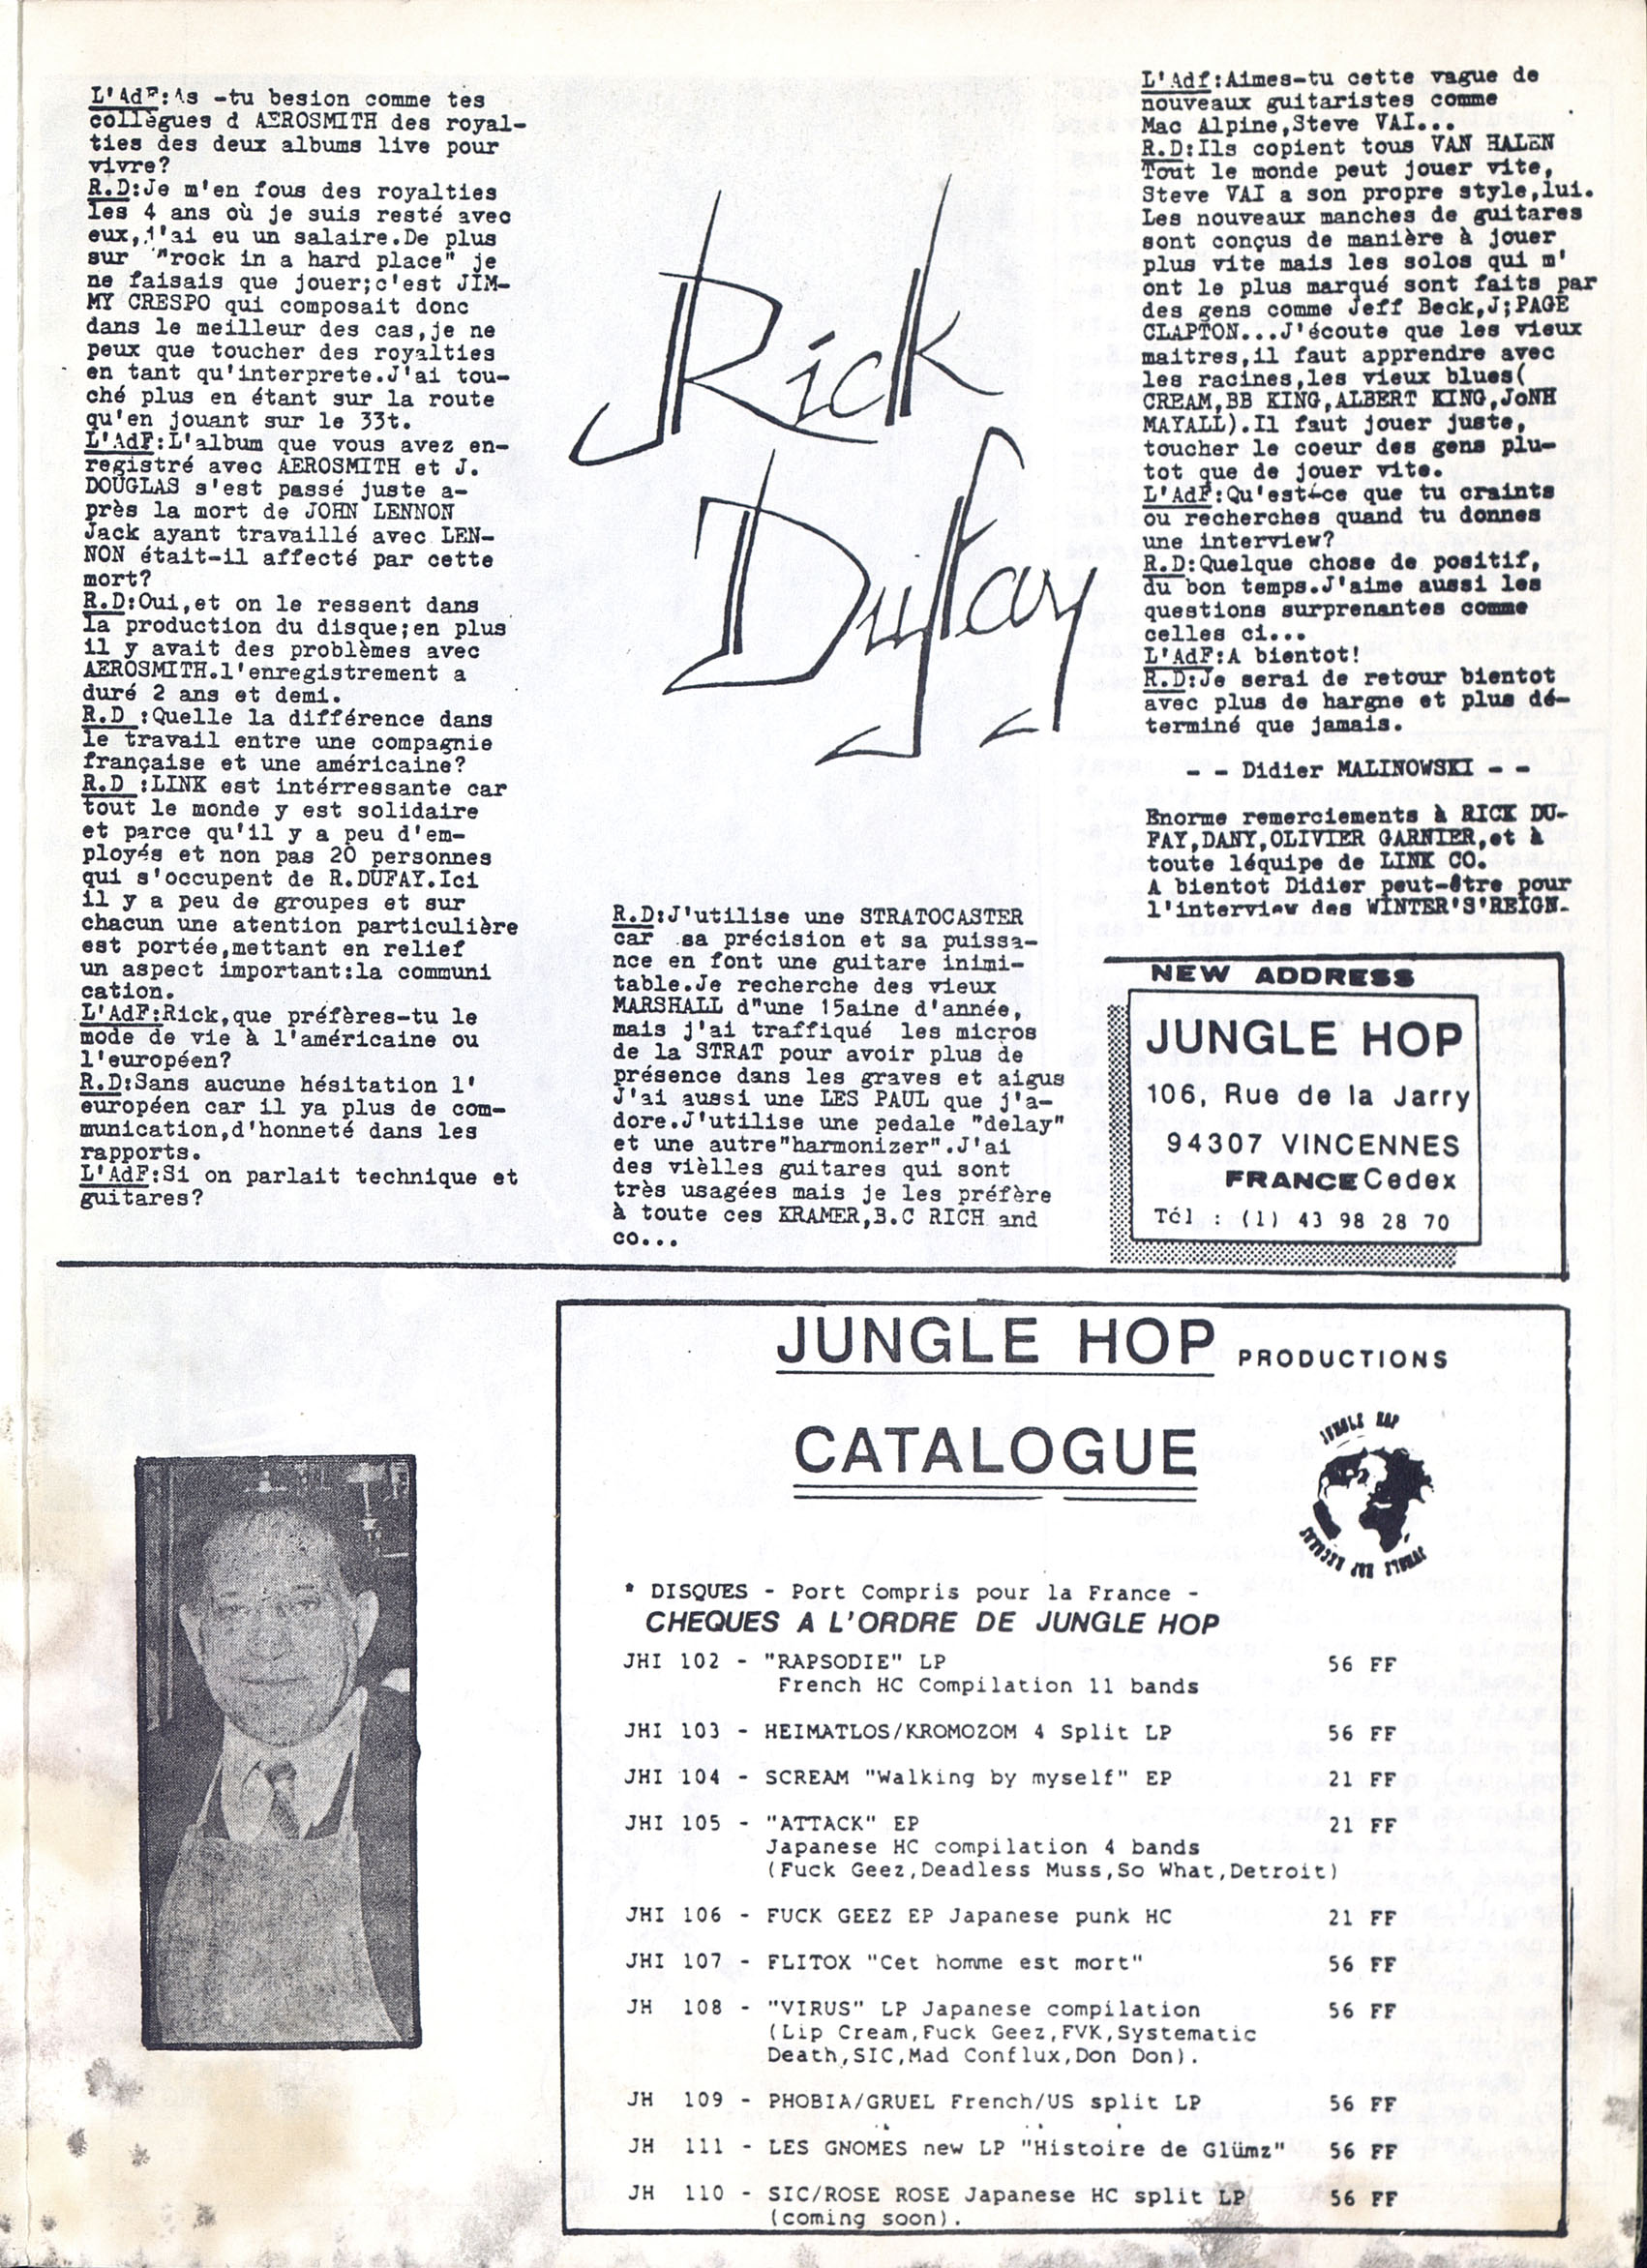 L'AdF:As -tu besion comme tes
collègues d AEROSMITH des royal-
ties des deux albums live pour
vivre?
R.D:Je m'en fous des royalties
les 4 ans où je suis resté avec
eux,j'ai eu un salaire.De plus
sur "rock in a hard place" je
ne faisais que jouer;c'est JIM-
MY CRESPO qui composait donc
dans le meilleur des cas,je ne
peux que toucher des royalties
en tant qu'interprete.J'ai tou-
ché plus en étant sur la route
qu'en jouant sur le 33t.
L'AdF:L'album que vous avez en-
registré avec AEROSMITH et J.
DOUGLAS s'est passé juste a-
près la mort de JOHN LENNON
Jack ayant travaillé avec LEN-
NON était-il affecté par cette
mort?
R.D:Oui,et on le ressent dans
la production du disque;en plus
il y avait des problèmes avec
AEROSMITH.l'enregistrement a
duré 2 ans et demi.
R.D :Quelle la différence dans
le travail entre une compagnie
française et une américaine?
R.D :LINK est intérressante car
tout le monde y est solidaire
et parce qu'il y a peu d'em-
ployés et non pas 20 personnes
qui s'occupent de R.DUFAY.Ici
il y a peu de groupes et sur
chacun une atention particulière
est portée,mettant en relief
un aspect important:la communi
cation.
L'AdF:Rick,que préfères-tu le
mode de vie à l'américaine ou
l'européen?
R.D:Sans aucune hésitation l'
européen car il ya plus de com-
munication,d'honneté dans les
rapports.
L'AdF:Si on parlait technique et
guitares?
Rick
Dufay
R.D:J'utilise une STRATOCASTER
car sa précision et sa puissa-
nce en font une guitare inimi-
table.Je recherche des vieux
MARSHALL d"une 15aine d'année,
mais j'ai traffiqué les micros
de la STRAT pour avoir plus de
présence dans les graves et aigus
J'ai aussi une LES PAUL que j'a-
dore.J'utilise une pedale "delay"
et une autre"harmonizer".J'ai
des vièlles guitares qui sont
très usagées mais je les préfère
à toute ces KRAMER,B.C RICH and
co...
L'Adf:Aimes-tu cette vague de
nouveaux guitaristes comme
Mac Alpine,Steve VAI...
R.D:Ils copient tous VAN HALEN
Tout le monde peut jouer vite,
Steve VAI a son propre style,lui.
Les nouveaux manches de guitares
sont conçus de manière à jouer
plus vite mais les solos qui m'
ont le plus marqué sont faits par
des gens comme Jeff Beck,J;PAGE
CLAPTON...J'écoute que les vieux
maitres,il faut apprendre avec
les racines,les vieux blues(
CREAM,BB KING,ALBERT KING,JoNH
MAYALL).Il faut jouer juste,
toucher le coeur des gens plu-
tot que de jouer vite.
L'AdF:Qu'est-ce que tu craints
ou recherches quand tu donnes
une interview?
R.D:Quelque chose de positif,
du bon temps.J'aime aussi les
questions surprenantes comme
celles ci...
L'AdF:A bientot!
R.D:Je serai de retour bientot
avec plus de hargne et plus dé-
terminé que jamais.
- - Didier MALINOWSKI - -
Enorme remerciements à RICK DU-
FAY,DANY,OLIVIER GARNIER,et à
toute léquipe de LINK CO.
A bientot Didier peut-être pour
l'interview des WINTER'S'REIGN.
NEW ADDRESS
JUNGLE HOP
106, Rue de la Jarry
94307 VINCENNES
FRANCE Cedex
Tél : (1) 43 98 28 70
JUNGLE HOP PRODUCTIONS
CATALOGUE
JUNGLE HOP
JUNGLE HOP RECORDS
* DISQUES - Port Compris pour la France -
CHEQUES A L'ORDRE DE JUNGLE HOP
JHI 102 - "RAPSODIE" LP 56 FF
French HC Compilation 11 bands
JHI 103 - HEIMATLOS/KROMOZOM 4 Split LP 56 FF
JHI 104 - SCREAM "Walking by myself" EP 21 FF
JHI 105 - "ATTACK" EP 21 FF
Japanese HC compilation 4 bands
(Fuck Geez,Deadless Muss,So What,Detroit)
JHI 106 - FUCK GEEZ EP Japanese punk HC 21 FF
JHI 107 - FLITOX "Cet homme est mort" 56 FF
JH 108 - "VIRUS" LP Japanese compilation 56 FF
(Lip Cream,Fuck Geez,FVK,Systematic
Death,SIC,Mad Conflux,Don Don).
JH 109 - PHOBIA/GRUEL French/US split LP 56 FF
JH 111 - LES GNOMES new LP "Histoire de Glümz" 56 FF
JH 110 - SIC/ROSE ROSE Japanese HC split LP 56 FF
(coming soon).